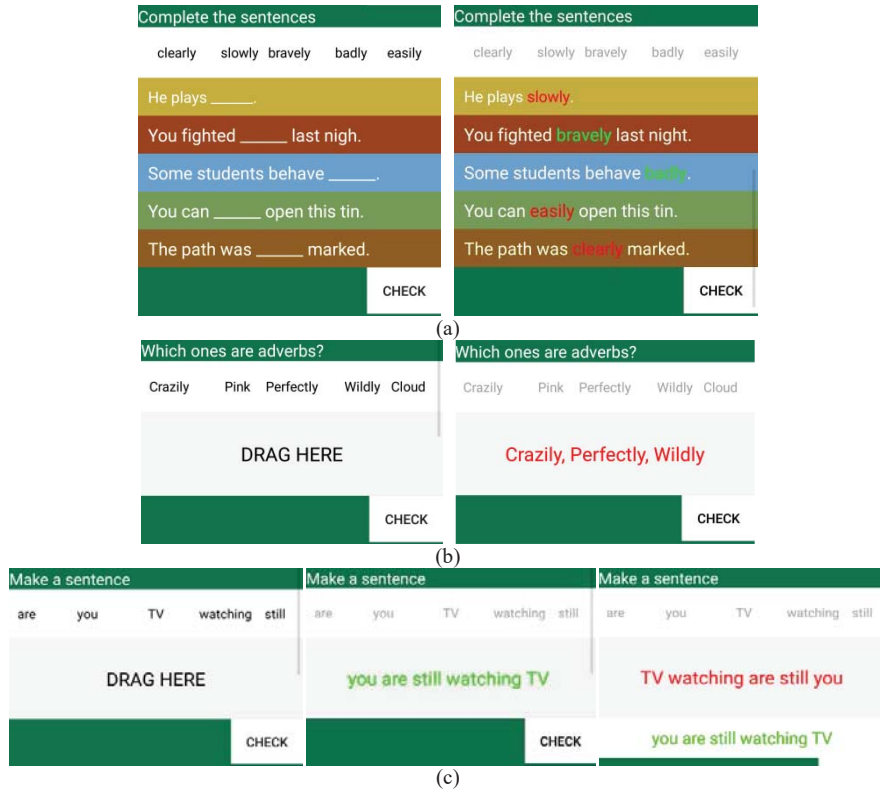 Complete the sentences
clearly slowly bravely badly easily
He plays _____.
You fighted _____ last nigh.
Some students behave _____.
You can _____ open this tin.
The path was _____ marked.
CHECK
Complete the sentences
clearly slowly bravely badly easily
He plays slowly.
You fighted bravely last night.
Some students behave badly.
You can easily open this tin.
The path was clearly marked.
CHECK
(a)
Which ones are adverbs?
Crazily Pink Perfectly Wildly Cloud
DRAG HERE
CHECK
Which ones are adverbs?
Crazily Pink Perfectly Wildly Cloud
Crazily, Perfectly, Wildly
CHECK
(b)
Make a sentence
are you TV watching still
DRAG HERE
CHECK
Make a sentence
are you TV watching still
you are still watching TV
CHECK
Make a sentence
are you TV watching still
TV watching are still you
you are still watching TV
(c)